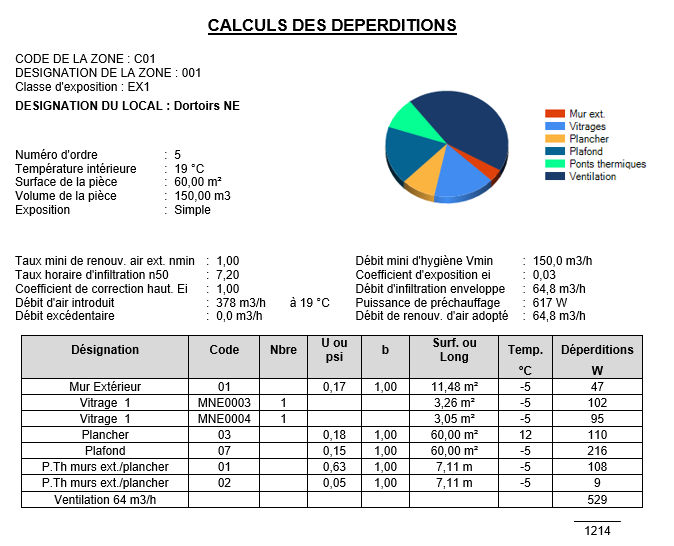 CALCULS DES DEPERDITIONS
CODE DE LA ZONE : C01
DESIGNATION DE LA ZONE : 001
Classe d'exposition : EX1
DESIGNATION DU LOCAL : Dortoirs NE
Mur ext.
Vitrages
Plancher
Plafond
Ponts thermiques
Ventilation
Numéro d'ordre : 5
Température intérieure : 19 °C
Surface de la pièce : 60,00 m²
Volume de la pièce : 150,00 m3
Exposition : Simple
Taux mini de renouv. air ext. nmin : 1,00 Débit mini d'hygiène Vmin : 150,0 m3/h
Taux horaire d'infiltration n50 : 7,20 Coefficient d'exposition ei : 0,03
Coefficient de correction haut. Ei : 1,00 Débit d'infiltration enveloppe : 64,8 m3/h
Débit d'air introduit : 378 m3/h à 19 °C Puissance de préchauffage : 617 W
Débit excédentaire : 0,0 m3/h Débit de renouv. d'air adopté : 64,8 m3/h
Désignation Code Nbre U ou psi b Surf. ou Long Temp. °C Déperditions W
Mur Extérieur 01 0,17 1,00 11,48 m² -5 47
Vitrage 1 MNE0003 1 3,26 m² -5 102
Vitrage 1 MNE0004 1 3,05 m² -5 95
Plancher 03 0,18 1,00 60,00 m² 12 110
Plafond 07 0,15 1,00 60,00 m² -5 216
P.Th murs ext./plancher 01 0,63 1,00 7,11 m -5 108
P.Th murs ext./plancher 02 0,05 1,00 7,11 m -5 9
Ventilation 64 m3/h 529
1214